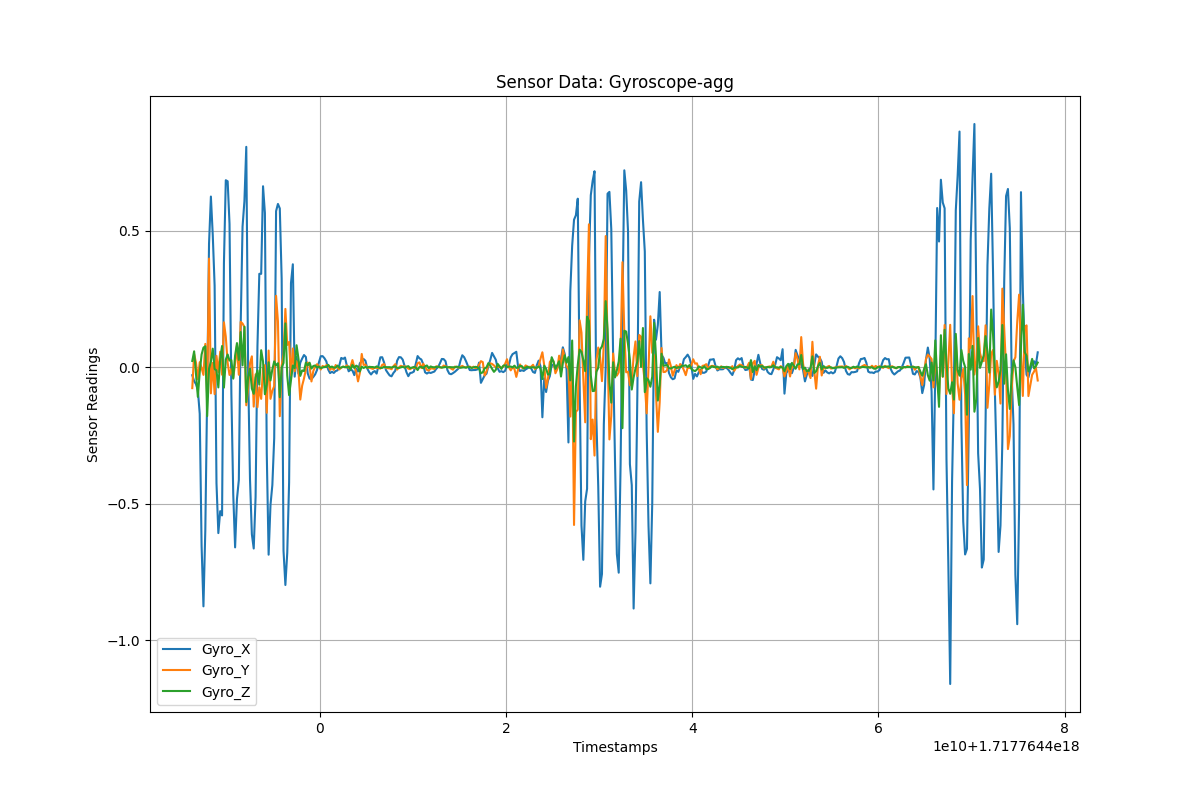 Sensor Data: Gyroscope-agg
Sensor Readings
0.5
0.0
−0.5
−1.0
Gyro_X
Gyro_Y
Gyro_Z
0 2 4 6 8
Timestamps
1e10+1.7177644e18